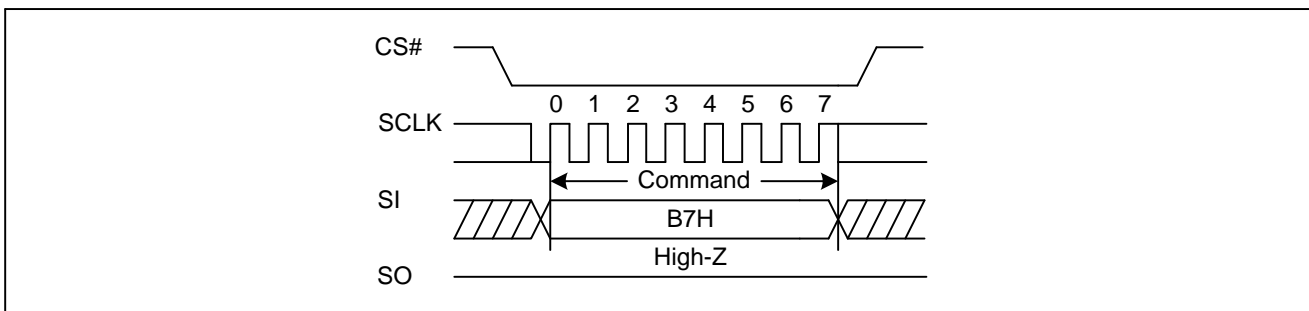 CS#
0 1 2 3 4 5 6 7
SCLK
Command
SI
B7H
High-Z
SO